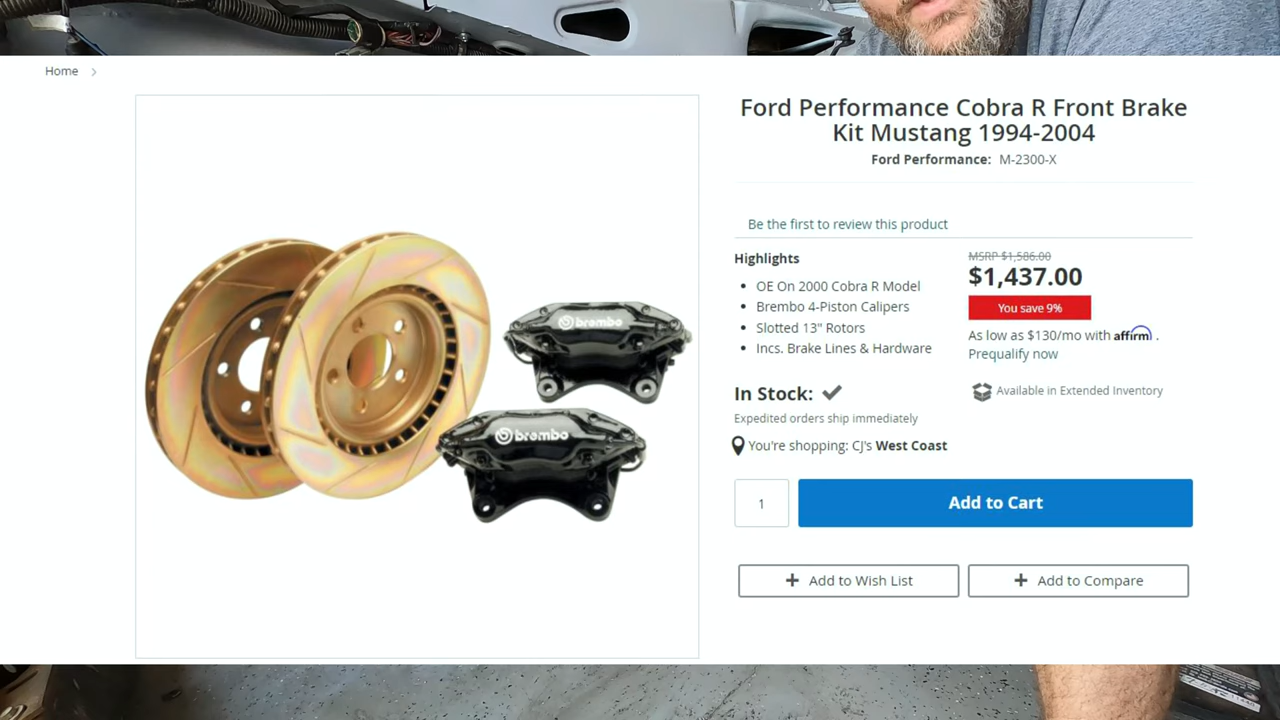 Home
Ford Performance Cobra R Front Brake
Kit Mustang 1994-2004
Ford Performance: M-2300-X
Be the first to review this product
Highlights
OE On 2000 Cobra R Model
Brembo 4-Piston Calipers
Slotted 13" Rotors
Incs. Brake Lines & Hardware
MSRP $1,586.00
$1,437.00
You save 9%
As low as $130/mo with affirm.
Prequalify now
In Stock:
Expedited orders ship immediately
Available in Extended Inventory
You're shopping: CJ's West Coast
1
Add to Cart
Add to Wish List
Add to Compare
brembo
brembo